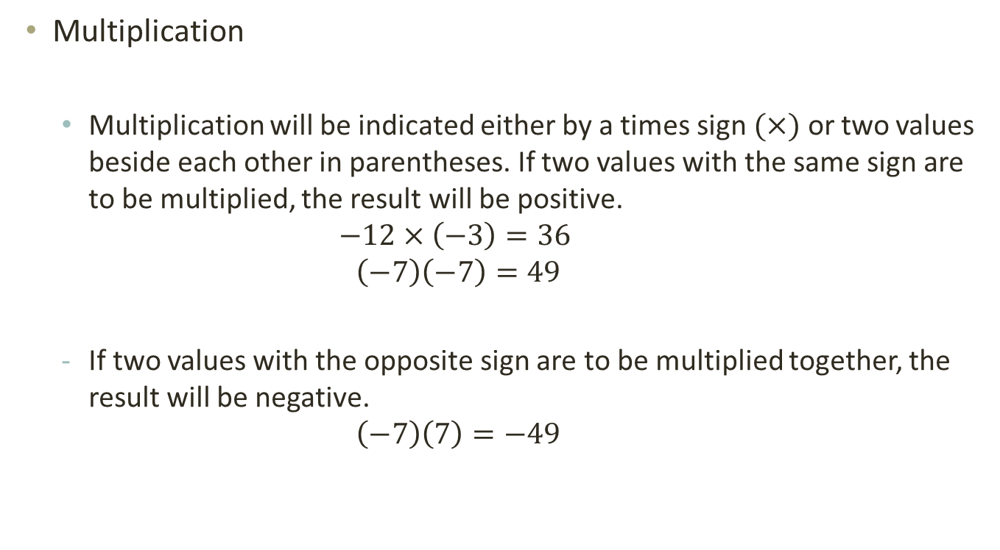 • Multiplication
• Multiplication will be indicated either by a times sign (×) or two values
beside each other in parentheses. If two values with the same sign are
to be multiplied, the result will be positive.
−12 × (−3) = 36
(−7)(−7) = 49
- If two values with the opposite sign are to be multiplied together, the
result will be negative.
(−7)(7) = −49